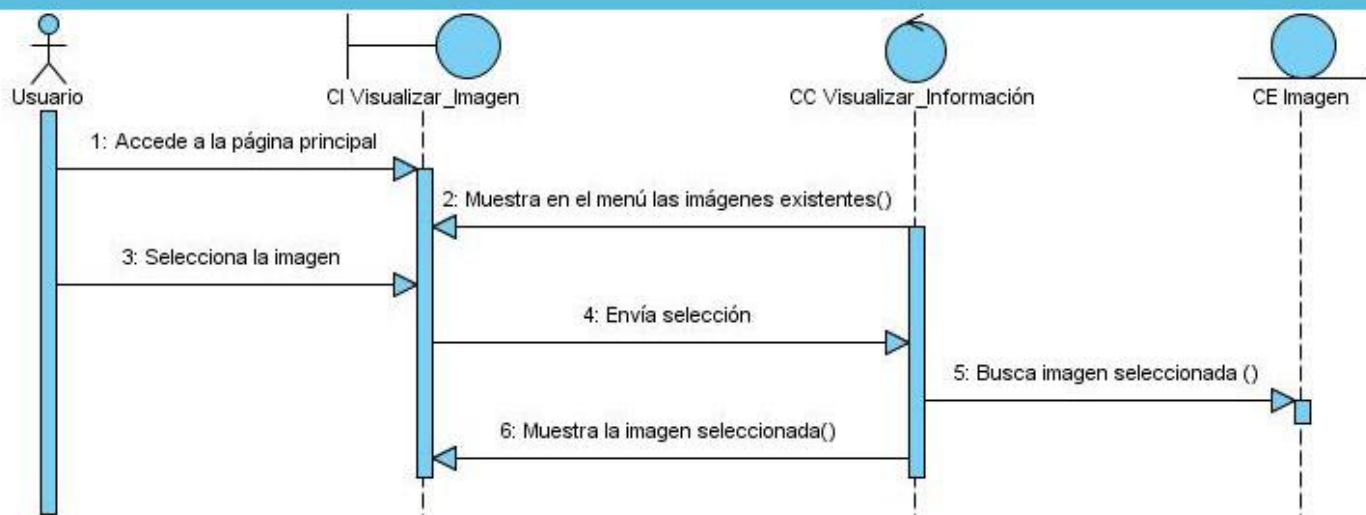 Usuario
CI Visualizar_Imagen
CC Visualizar_Información
CE Imagen
1: Accede a la página principal
2: Muestra en el menú las imágenes existentes()
3: Selecciona la imagen
4: Envía selección
5: Busca imagen seleccionada ()
6: Muestra la imagen seleccionada()